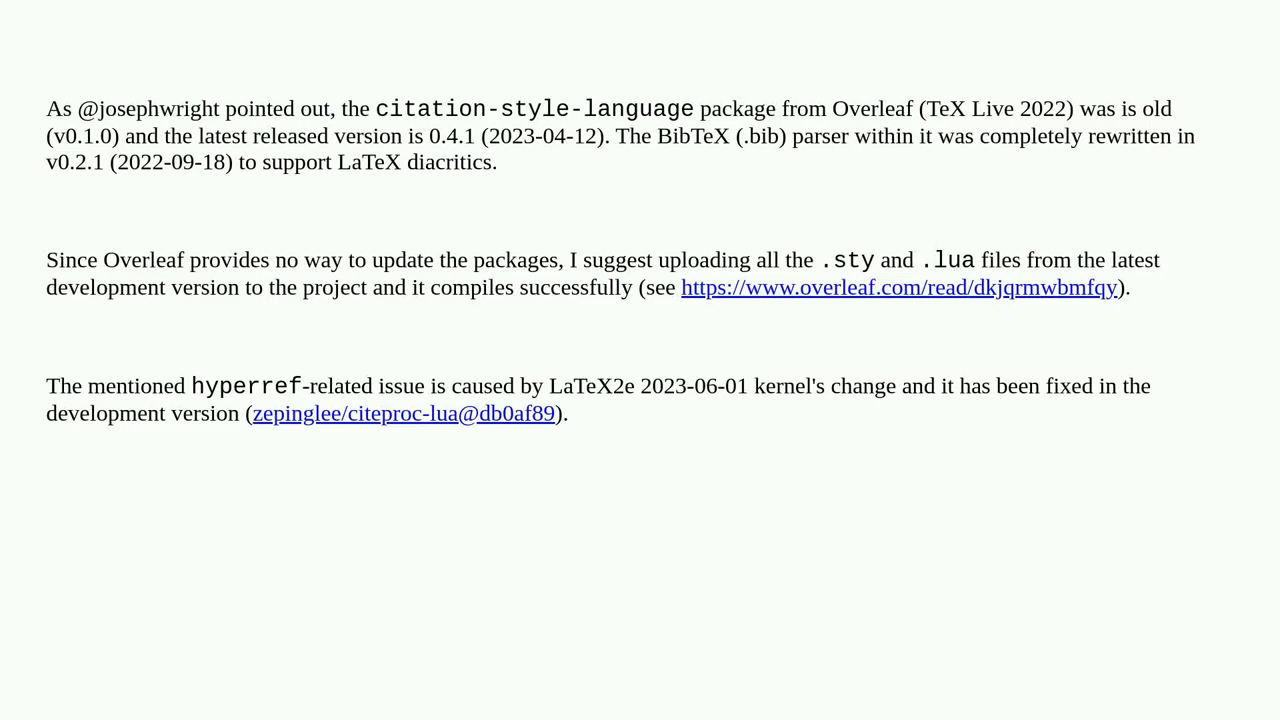 As @josephwright pointed out, the citation-style-language package from Overleaf (TeX Live 2022) was is old
(v0.1.0) and the latest released version is 0.4.1 (2023-04-12). The BibTeX (.bib) parser within it was completely rewritten in
v0.2.1 (2022-09-18) to support LaTeX diacritics.
Since Overleaf provides no way to update the packages, I suggest uploading all the .sty and .lua files from the latest
development version to the project and it compiles successfully (see https://www.overleaf.com/read/dkjqrmwbmfqy).
The mentioned hyperref-related issue is caused by LaTeX2e 2023-06-01 kernel's change and it has been fixed in the
development version (zepinglee/citeproc-lua@db0af89).